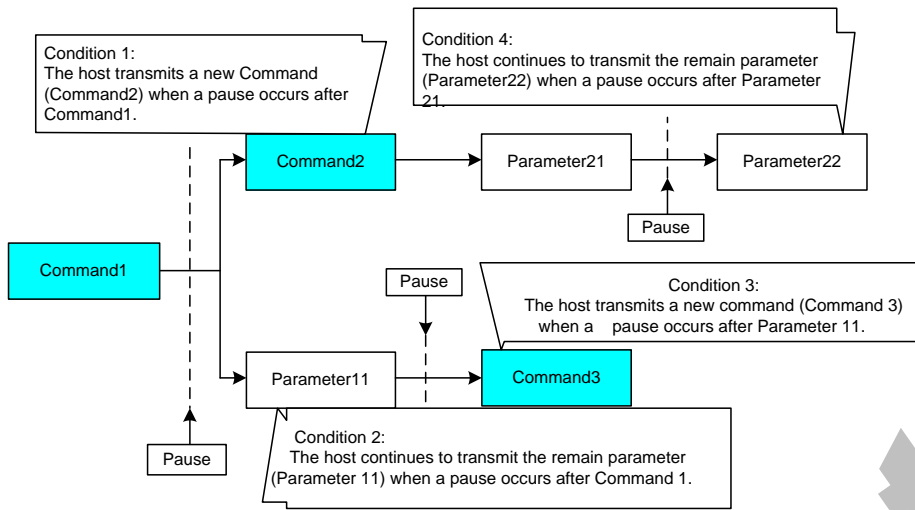 Condition 1:
The host transmits a new Command
(Command2) when a pause occurs after
Command1.
Condition 4:
The host continues to transmit the remain parameter
(Parameter22) when a pause occurs after Parameter
21.
Command2
Parameter21
Parameter22
Pause
Command1
Pause
Condition 3:
The host transmits a new command (Command 3)
when a pause occurs after Parameter 11.
Parameter11
Command3
Pause
Condition 2:
The host continues to transmit the remain parameter
(Parameter 11) when a pause occurs after Command 1.